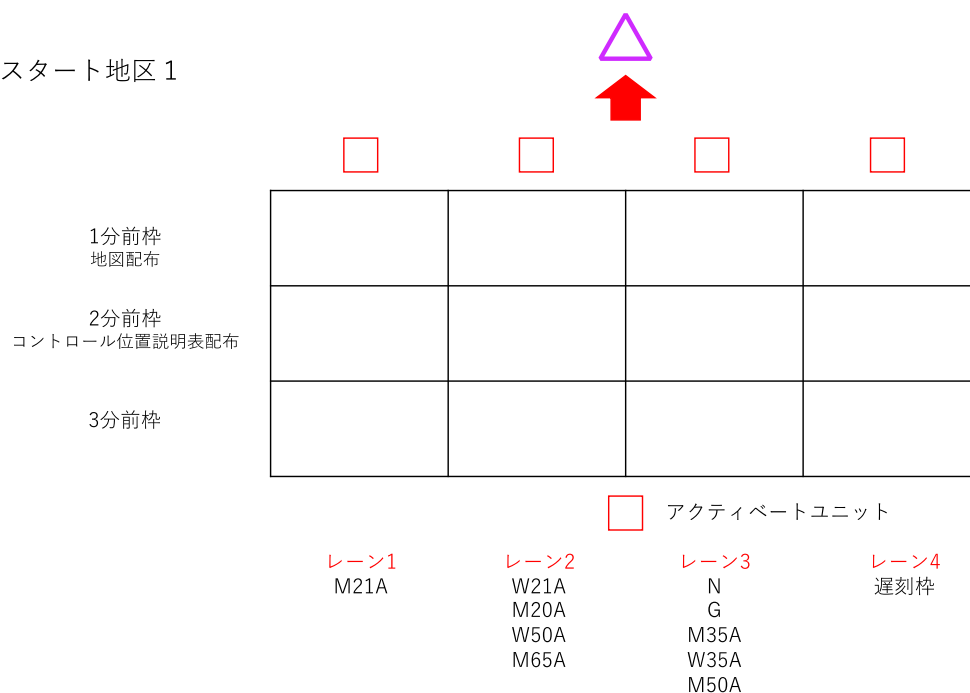 スタート地区1
1分前枠
地図配布
2分前枠
コントロール位置説明表配布
3分前枠
アクティベートユニット
レーン1
M21A
レーン2
W21A
M20A
W50A
M65A
レーン3
N
G
M35A
W35A
M50A
レーン4
遅刻枠